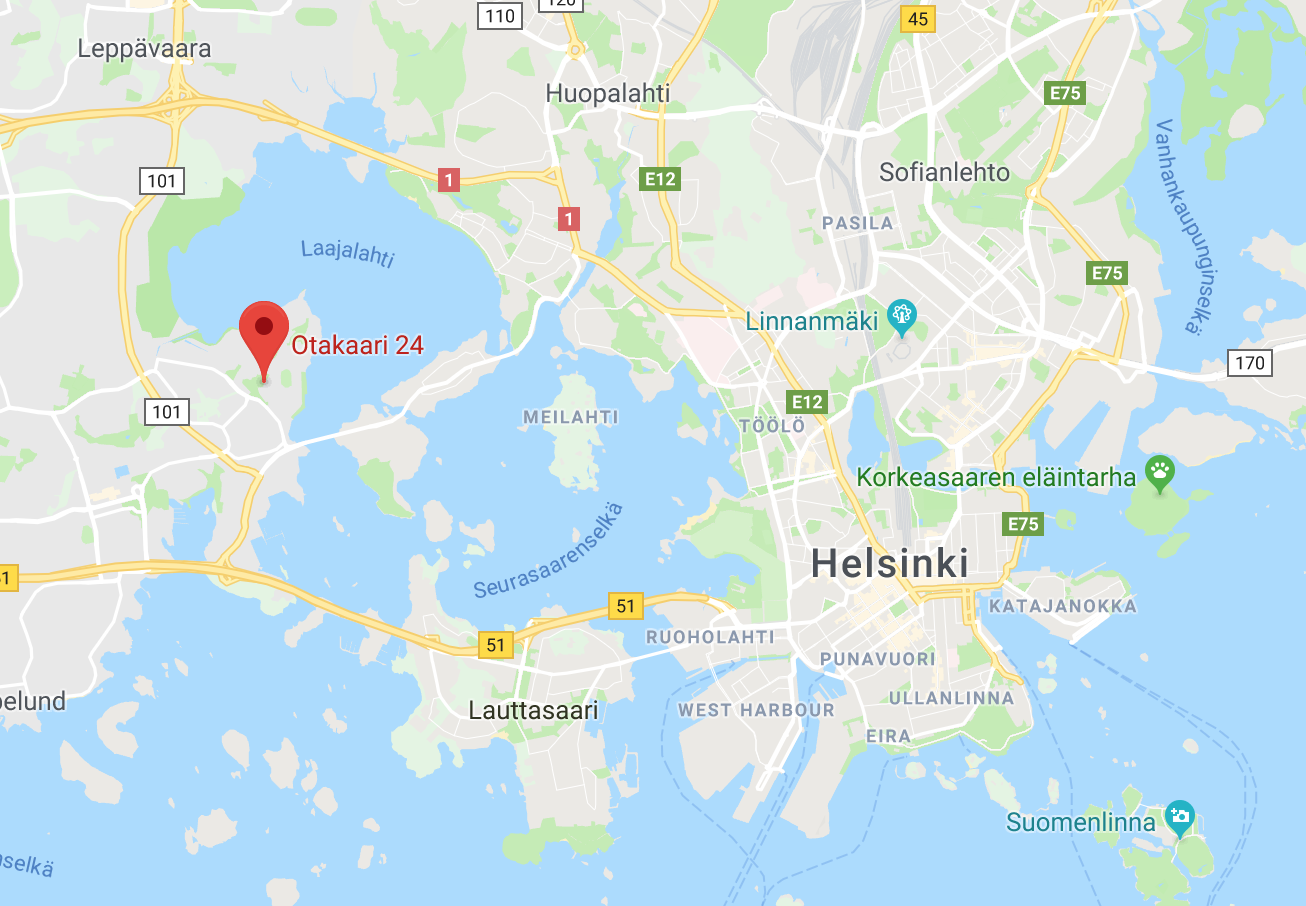 110
120
45
Leppävaara
Huopalahti
E75
101
1
E12
Sofianlehto
Vanhankaupunginselkä
1
PASILA
Laajalahti
E75
Linnanmäki
Otakaari 24
170
101
MEILAHTI
E12
TÖÖLÖ
Korkeasaaren eläintarha
Seurasaarenselkä
E75
Helsinki
51
51
KATAJANOKKA
51
RUOHOLAHTI
PUNAVUORI
elund
Lauttasaari
WEST HARBOUR
ULLANLINNA
EIRA
Suomenlinna
nselkä